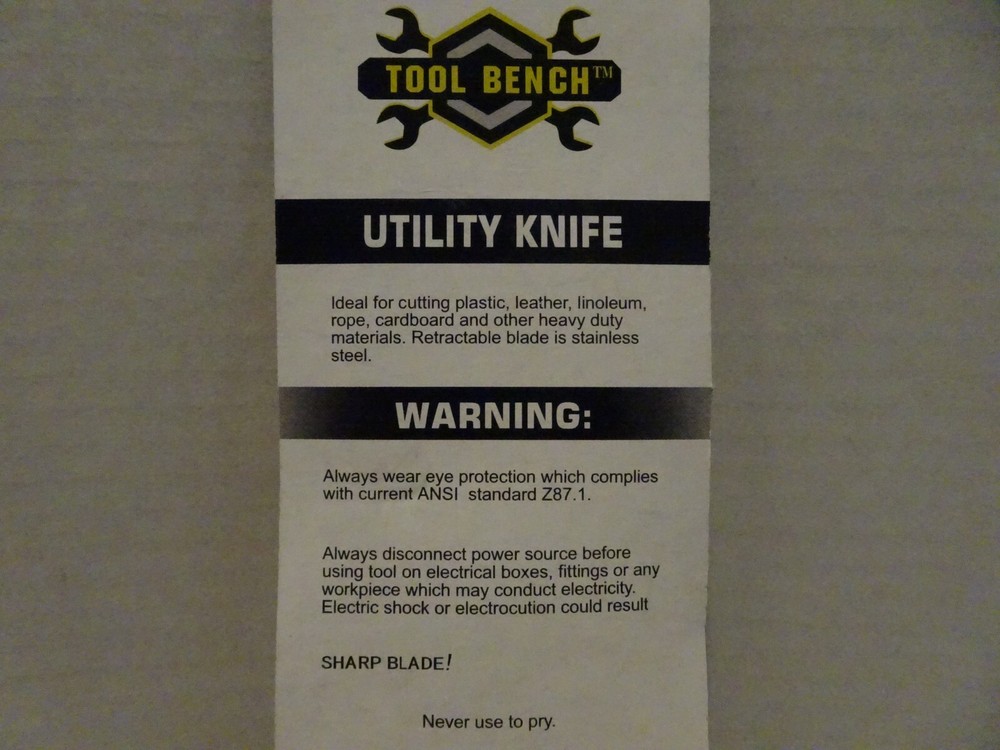 TOOL BENCH™
UTILITY KNIFE
Ideal for cutting plastic, leather, linoleum,
rope, cardboard and other heavy duty
materials. Retractable blade is stainless
steel.
WARNING:
Always wear eye protection which complies
with current ANSI  standard Z87.1.
Always disconnect power source before
using tool on electrical boxes, fittings or any
workpiece which may conduct electricity.
Electric shock or electrocution could result
SHARP BLADE!
Never use to pry.